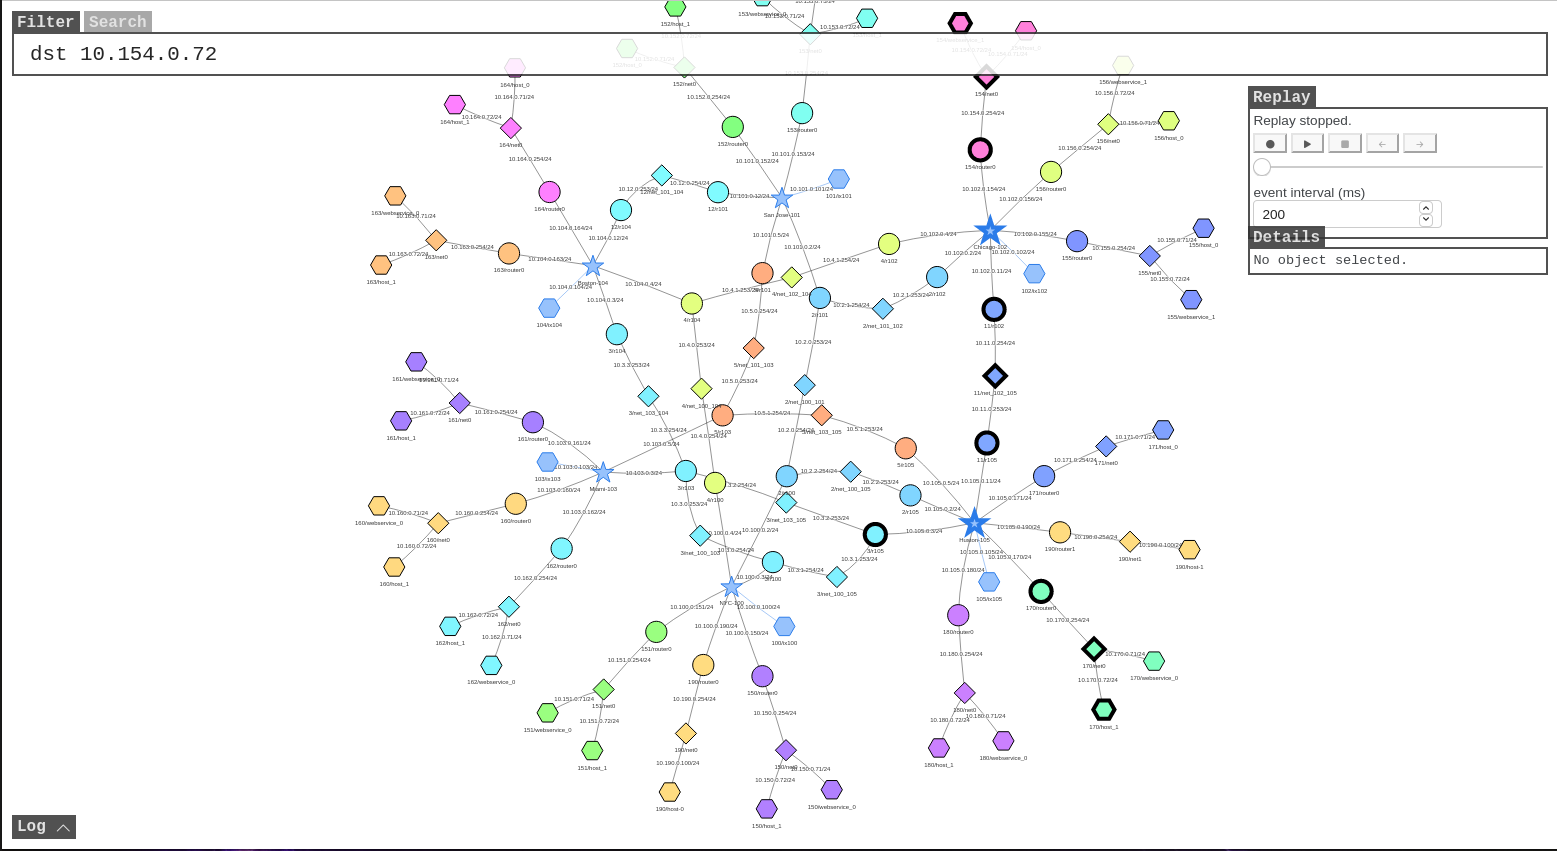 Filter Search
dst 10.154.0.72
Replay
Replay stopped.
event interval (ms)
200
Details
No object selected.
Log
152/host_1
10.153.0.71/24
152/net0
10.152.0.254/24
152/router0
10.101.0.152/24
153/router0
10.101.0.153/24
164/host_0
10.164.0.71/24
164/host_1
10.164.0.72/24
164/net0
10.164.0.254/24
164/router0
10.104.0.164/24
154/net0
10.154.0.254/24
154/router0
10.102.0.154/24
156/webservice_1
10.156.0.72/24
156/net0
10.156.0.71/24
156/host_0
10.156.0.254/24
156/router0
10.102.0.156/24
10.12.0.253/24
10.12.0.254/24
12/net_101_104
12/r101
10.101.0.12/24
12/r104
10.104.0.12/24
10.101.0.101/24
101/ix101
San Jose-101
10.101.0.5/24
10.101.0.2/24
163/webservice_0
10.163.0.71/24
163/net0
10.163.0.72/24
163/host_1
10.163.0.254/24
163/router0
10.104.0.163/24
Boston-104
10.104.0.104/24
104/ix104
10.104.0.3/24
10.104.0.4/24
3/r104
4/r104
10.4.1.253/24
4/net_102_104
10.4.1.254/24
4/r102
10.102.0.4/24
Chicago-102
10.102.0.2/24
10.102.0.102/24
102/ix102
10.102.0.11/24
10.102.0.155/24
155/router0
10.155.0.254/24
155/net0
10.155.0.71/24
155/host_0
10.155.0.72/24
155/webservice_1
2/r101
10.2.1.254/24
2/net_101_102
10.2.1.253/24
2/r102
11/r102
10.11.0.254/24
11/net_102_105
10.11.0.253/24
11/r105
10.105.0.11/24
10.5.0.254/24
5/net_101_103
10.5.0.253/24
5/r103
10.4.0.253/24
10.2.0.253/24
2/net_100_101
10.3.3.253/24
3/net_103_104
10.3.3.254/24
10.4.0.254/24
10.5.1.254/24
10.5.1.253/24
5/r105
10.105.0.5/24
161/host_1
10.161.0.72/24
161/net0
10.161.0.254/24
161/router0
10.103.0.161/24
103/ix103
10.103.0.103/24
Miami-103
10.103.0.5/24
10.103.0.3/24
10.103.0.160/24
10.103.0.162/24
3/r103
4/r100
10.2.2.254/24
2/net_100_105
10.2.2.253/24
2/r105
10.105.0.2/24
3/net_103_105
10.3.2.253/24
3/r105
10.105.0.3/24
Huston-105
10.105.0.171/24
171/router0
10.171.0.254/24
171/net0
10.171.0.71/24
171/host_0
10.105.0.190/24
190/router1
10.190.0.254/24
190/net1
10.190.0.100/24
190/host-1
10.105.0.105/24
105/ix105
10.105.0.170/24
170/router0
10.170.0.254/24
170/net0
10.170.0.71/24
170/webservice_0
10.170.0.72/24
170/host_1
10.105.0.180/24
180/router0
10.180.0.254/24
180/net0
10.180.0.72/24
10.180.0.71/24
180/host_1
180/webservice_0
160/webservice_0
10.160.0.71/24
160/net0
10.160.0.254/24
160/router0
10.160.0.72/24
160/host_1
162/router0
10.162.0.254/24
162/net0
10.162.0.72/24
162/host_1
10.162.0.71/24
162/webservice_0
10.3.0.253/24
3/net_100_103
10.3.0.254/24
10.100.0.4/24
10.100.0.2/24
10.100.0.3/24
3/r100
10.3.1.254/24
3/net_100_105
10.3.1.253/24
NYC-100
10.100.0.151/24
10.100.0.100/24
100/ix100
10.100.0.190/24
10.100.0.150/24
151/router0
10.151.0.254/24
151/net0
10.151.0.71/24
151/webservice_0
10.151.0.72/24
151/host_1
190/router0
10.190.0.254/24
190/net0
10.190.0.100/24
190/host-0
150/router0
10.150.0.254/24
150/net0
10.150.0.71/24
150/webservice_0
10.150.0.72/24
150/host_1